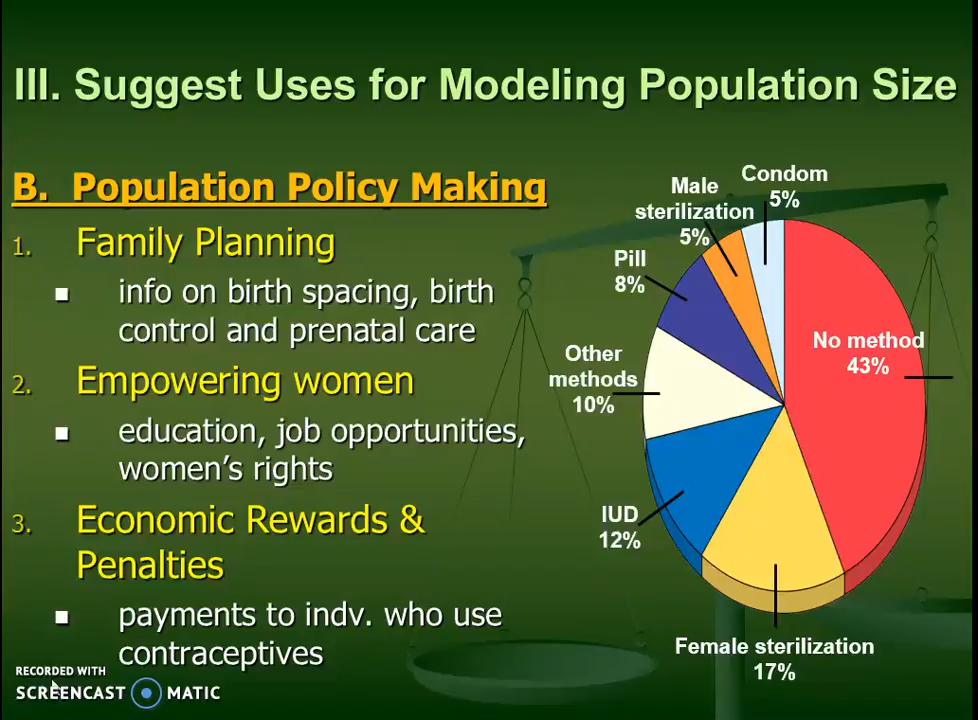 III. Suggest Uses for Modeling Population Size
B. Population Policy Making
1. Family Planning
■ info on birth spacing, birth
control and prenatal care
2. Empowering women
■ education, job opportunities,
women's rights
3. Economic Rewards &
Penalties
■ payments to indv. who use
contraceptives
Condom
5%
Male
sterilization
5%
Pill
8%
No method
43%
Other
methods
10%
IUD
12%
Female sterilization
17%
RECORDED WITH
SCREENCAST MATIC